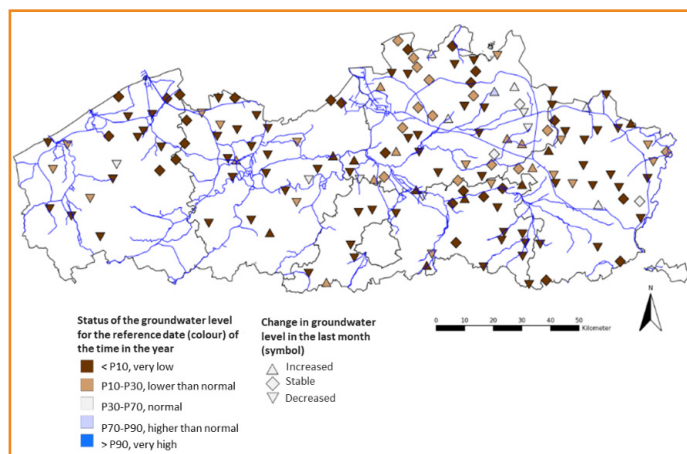 N
0 10 20 30 40 50
Kilometer
Status of the groundwater level
for the reference date (colour) of
the time in the year
< P10, very low
P10-P30, lower than normal
P30-P70, normal
P70-P90, higher than normal
> P90, very high
Change in groundwater
level in the last month
(symbol)
Increased
Stable
Decreased